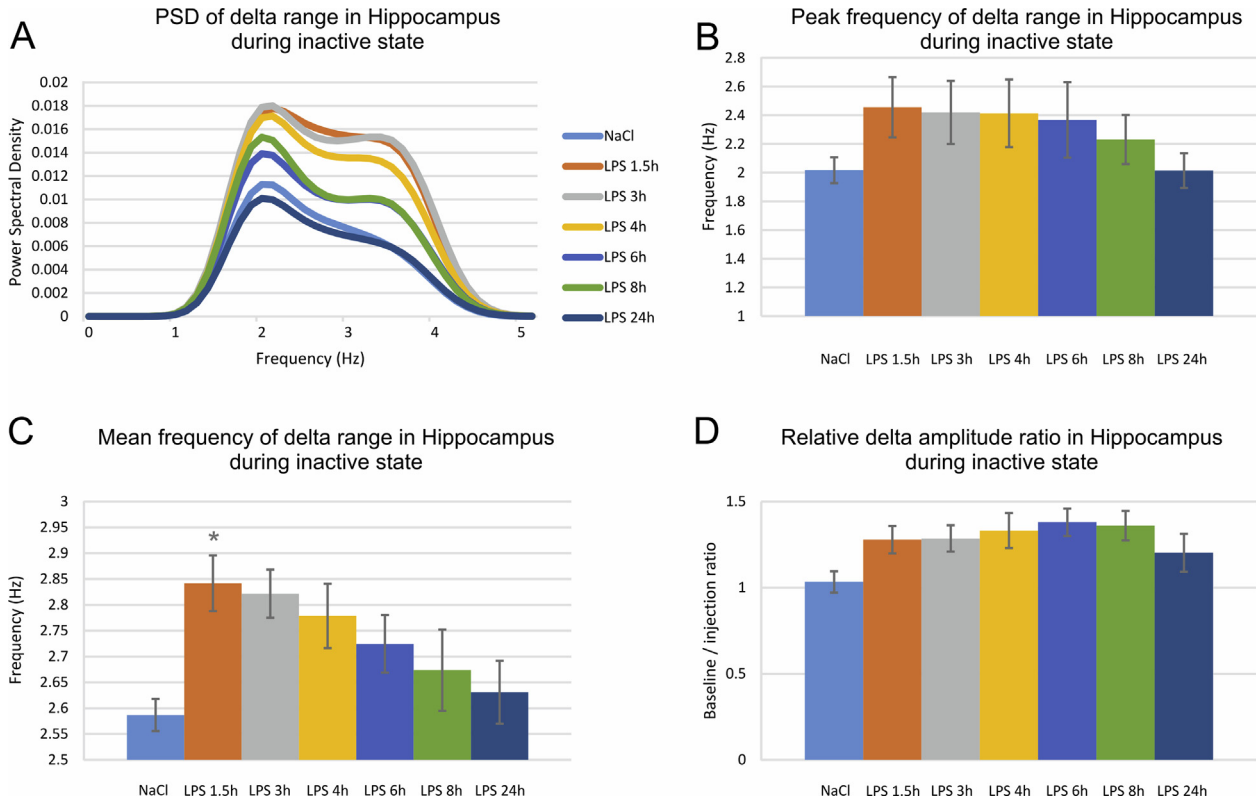 A
PSD of delta range in Hippocampus
during inactive state
Power Spectral Density
0.02
0.018
0.016
0.014
0.012
0.01
0.008
0.006
0.004
0.002
0
0 1 2 3 4 5
Frequency (Hz)
NaCl
LPS 1.5h
LPS 3h
LPS 4h
LPS 6h
LPS 8h
LPS 24h
B
Peak frequency of delta range in Hippocampus
during inactive state
Frequency (Hz)
2.8
2.6
2.4
2.2
2
1.8
1.6
1.4
1.2
1
NaCl LPS 1.5h LPS 3h LPS 4h LPS 6h LPS 8h LPS 24h
C
Mean frequency of delta range in Hippocampus
during inactive state
Frequency (Hz)
3
2.95
2.9
2.85
2.8
2.75
2.7
2.65
2.6
2.55
2.5
*
NaCl LPS 1.5h LPS 3h LPS 4h LPS 6h LPS 8h LPS 24h
D
Relative delta amplitude ratio in Hippocampus
during inactive state
Baseline / injection ratio
1.5
1
0.5
0
NaCl LPS 1.5h LPS 3h LPS 4h LPS 6h LPS 8h LPS 24h